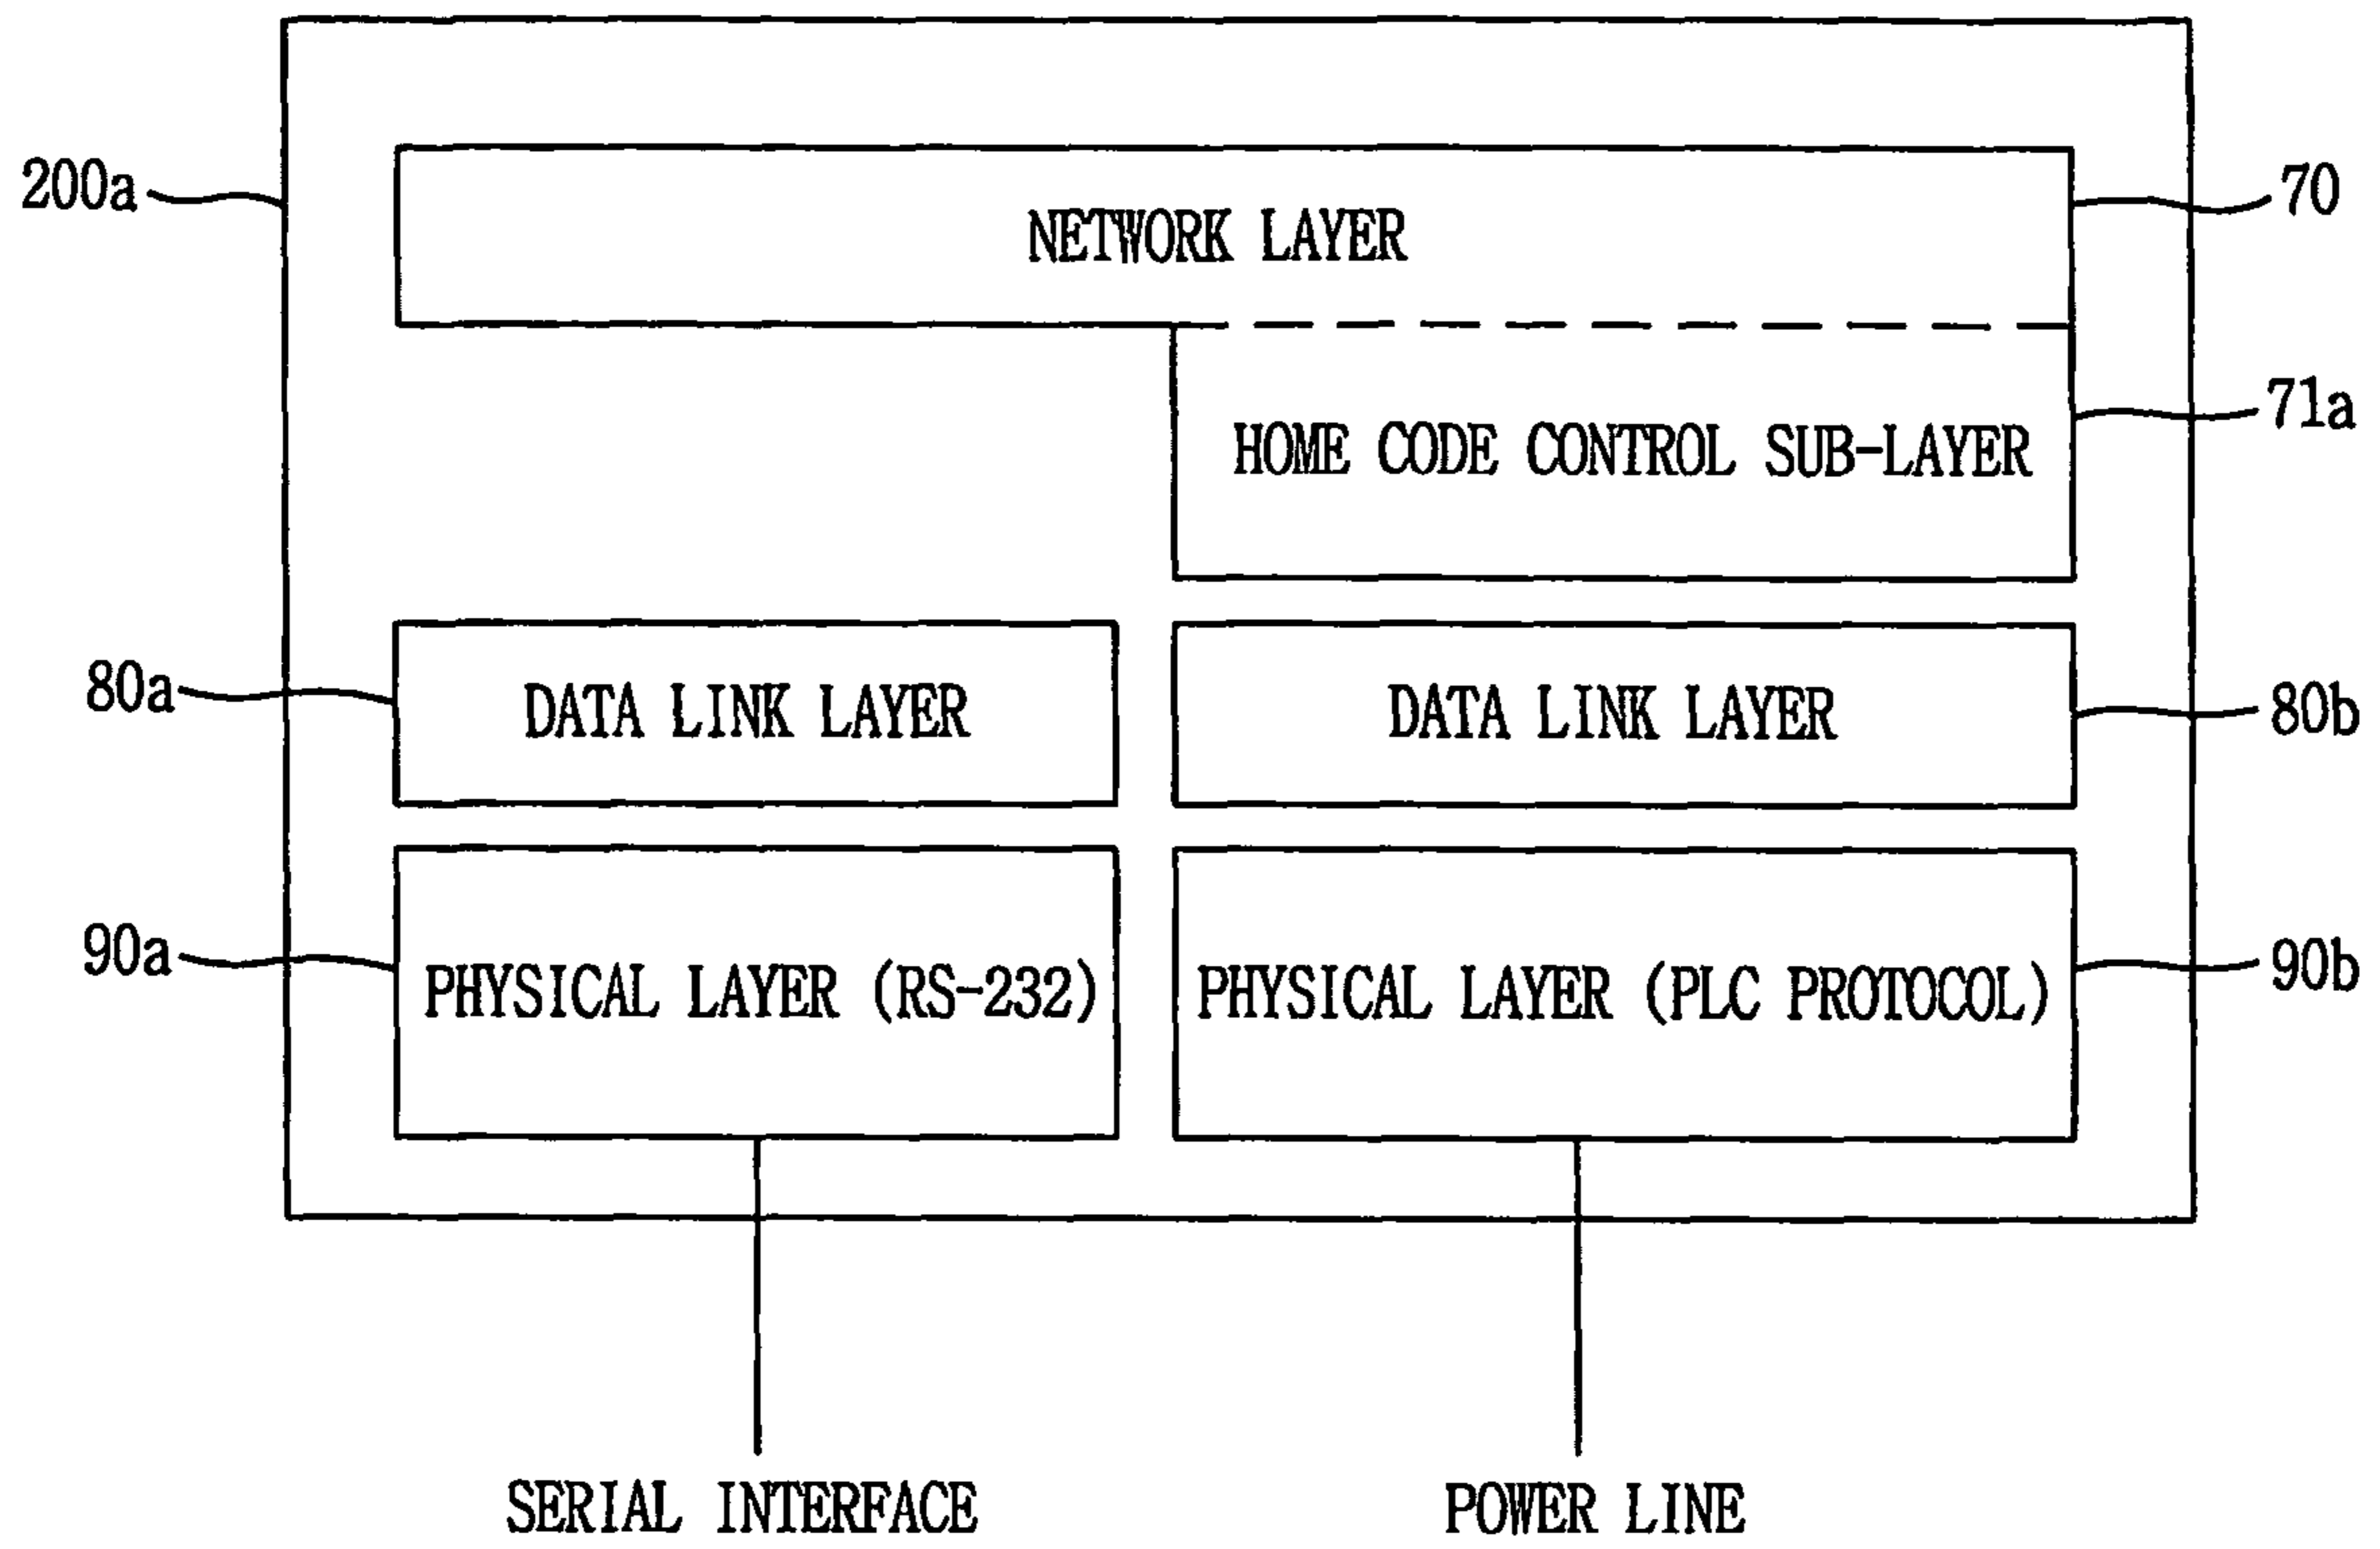 200a
70
NETWORK LAYER
71a
HOME CODE CONTROL SUB-LAYER
80a
DATA LINK LAYER
DATA LINK LAYER
80b
90a
PHYSICAL LAYER (RS-232)
PHYSICAL LAYER (PLC PROTOCOL)
90b
SERIAL INTERFACE
POWER LINE